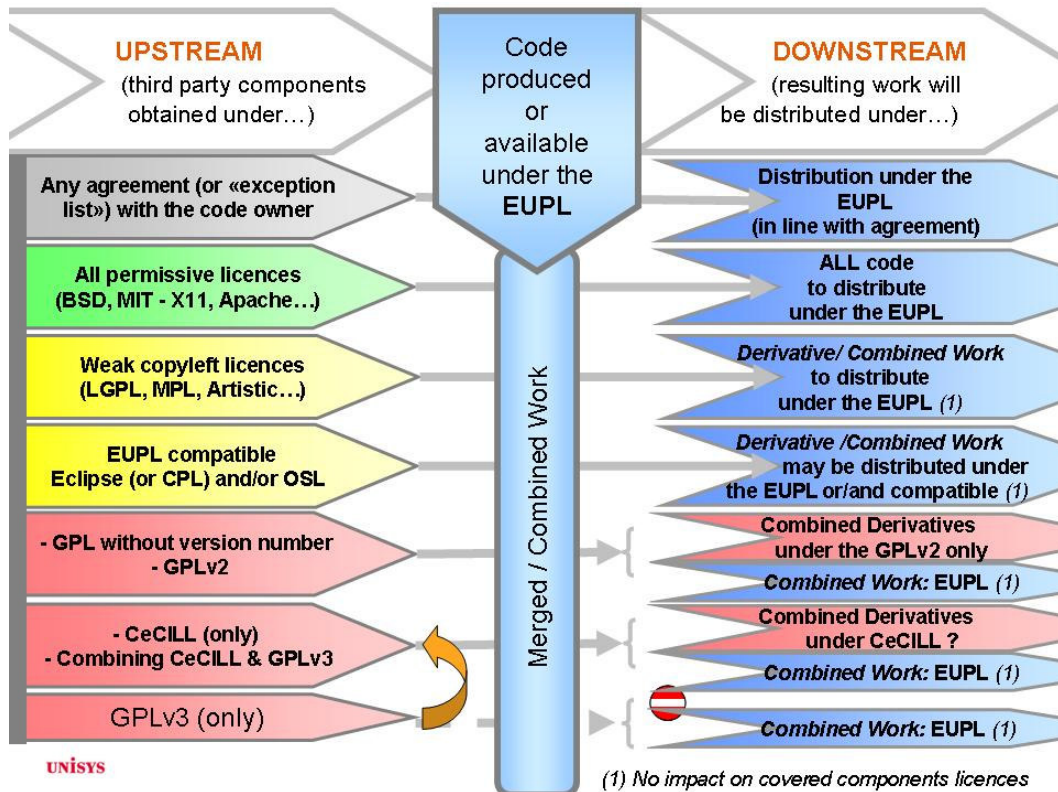 UPSTREAM
(third party components
obtained under…)
Code
produced
or
available
under the
EUPL
DOWNSTREAM
(resulting work will
be distributed under…)
Any agreement (or «exception
list») with the code owner
Distribution under the
EUPL
(in line with agreement)
All permissive licences
(BSD, MIT - X11, Apache…)
ALL code
to distribute
under the EUPL
Weak copyleft licences
(LGPL, MPL, Artistic…)
Derivative/ Combined Work
to distribute
under the EUPL (1)
EUPL compatible
Eclipse (or CPL) and/or OSL
Derivative /Combined Work
may be distributed under
the EUPL or/and compatible (1)
- GPL without version number
- GPLv2
Combined Derivatives
under the GPLv2 only
Combined Work: EUPL (1)
- CeCILL (only)
- Combining CeCILL & GPLv3
Combined Derivatives
under CeCILL ?
Combined Work: EUPL (1)
GPLv3 (only)
Combined Work: EUPL (1)
Merged / Combined Work
UNISYS
(1) No impact on covered components licences